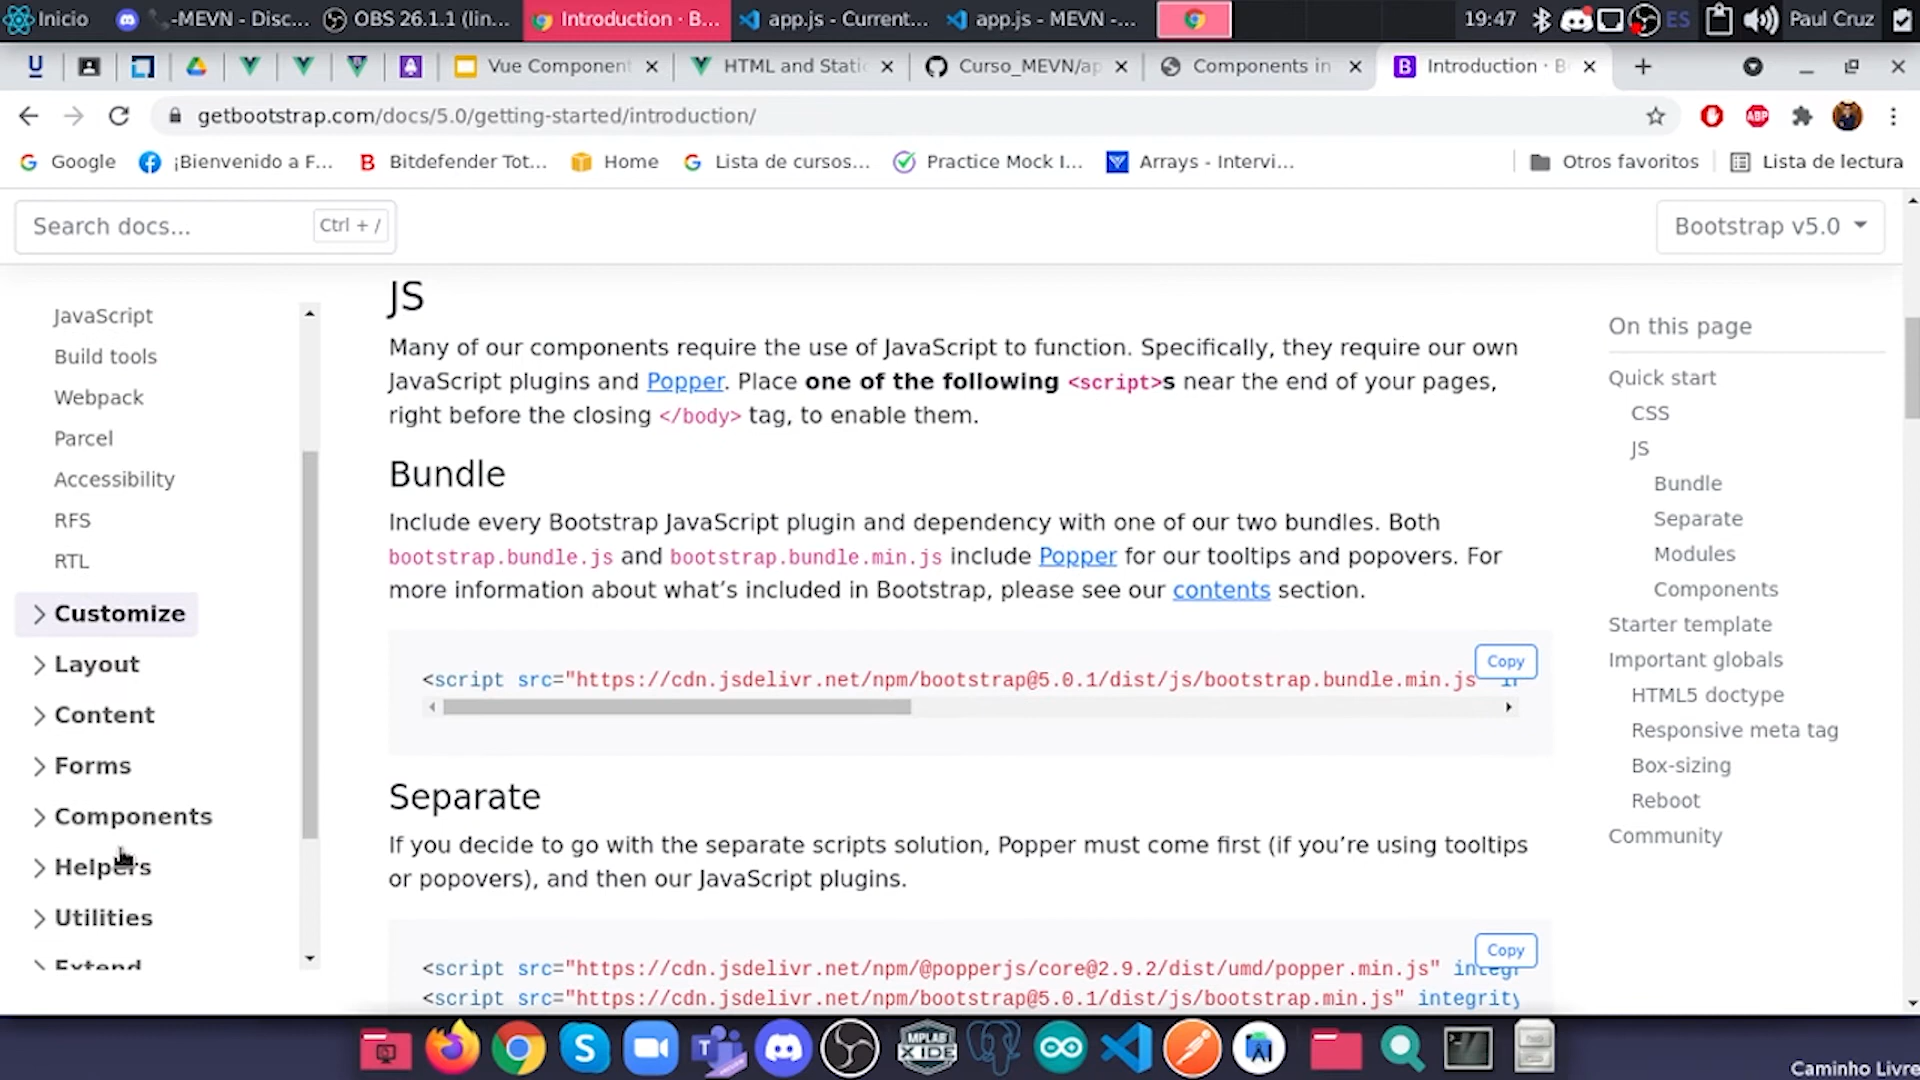 Inicio
-MEVN - Disc...
OBS 26.1.1 (lin...
Introduction · B...
app.js - Current...
app.js - MEVN -...
19:47
ES
Paul Cruz
Vue Component
HTML and Stati
Curso_MEVN/ap
Components in
Introduction · B
getbootstrap.com/docs/5.0/getting-started/introduction/
ABP
Google
¡Bienvenido a F...
Bitdefender Tot...
Home
Lista de cursos...
Practice Mock I...
Arrays - Intervi...
Otros favoritos
Lista de lectura
Search docs...
Ctrl + /
Bootstrap v5.0
JavaScript
Build tools
Webpack
Parcel
Accessibility
RFS
RTL
Customize
Layout
Content
Forms
Components
Helpers
Utilities
Extend
JS
Many of our components require the use of JavaScript to function. Specifically, they require our own
JavaScript plugins and Popper. Place one of the following <script>s near the end of your pages,
right before the closing </body> tag, to enable them.
Bundle
Include every Bootstrap JavaScript plugin and dependency with one of our two bundles. Both
bootstrap.bundle.js and bootstrap.bundle.min.js include Popper for our tooltips and popovers. For
more information about what’s included in Bootstrap, please see our contents section.
Copy
<script src="https://cdn.jsdelivr.net/npm/bootstrap@5.0.1/dist/js/bootstrap.bundle.min.js"
Separate
If you decide to go with the separate scripts solution, Popper must come first (if you’re using tooltips
or popovers), and then our JavaScript plugins.
Copy
<script src="https://cdn.jsdelivr.net/npm/@popperjs/core@2.9.2/dist/umd/popper.min.js" integr
<script src="https://cdn.jsdelivr.net/npm/bootstrap@5.0.1/dist/js/bootstrap.min.js" integrity
On this page
Quick start
CSS
JS
Bundle
Separate
Modules
Components
Starter template
Important globals
HTML5 doctype
Responsive meta tag
Box-sizing
Reboot
Community
MPLAB
X IDE
Caminho Livre